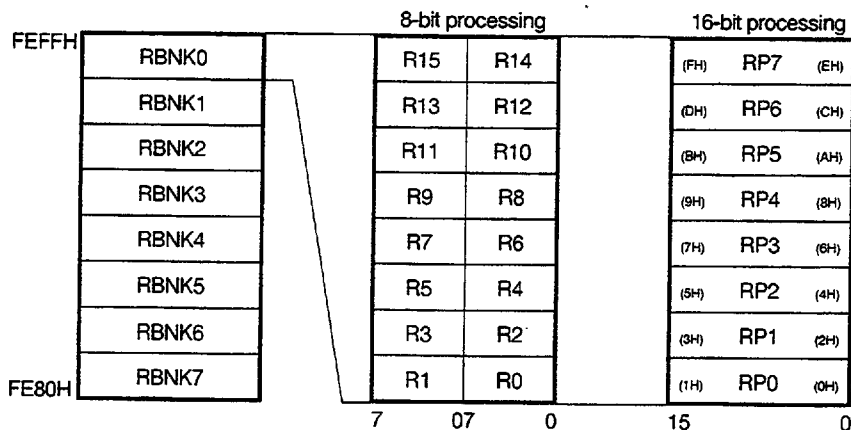 8-bit processing 16-bit processing
FEFFH RBNK0 R15 R14 (FH) RP7 (EH)
RBNK1 R13 R12 (DH) RP6 (CH)
RBNK2 R11 R10 (BH) RP5 (AH)
RBNK3 R9 R8 (9H) RP4 (8H)
RBNK4 R7 R6 (7H) RP3 (6H)
RBNK5 R5 R4 (5H) RP2 (4H)
RBNK6 R3 R2 (3H) RP1 (2H)
FE80H RBNK7 R1 R0 (1H) RP0 (0H)
7 07 0 15 0